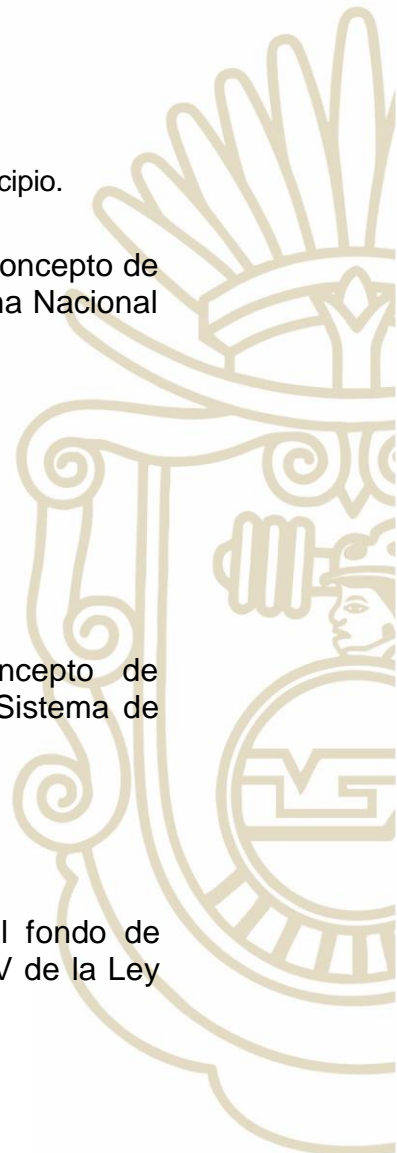 cipio.
oncepto de
na Nacional
ncepto de
Sistema de
l fondo de
V de la Ley